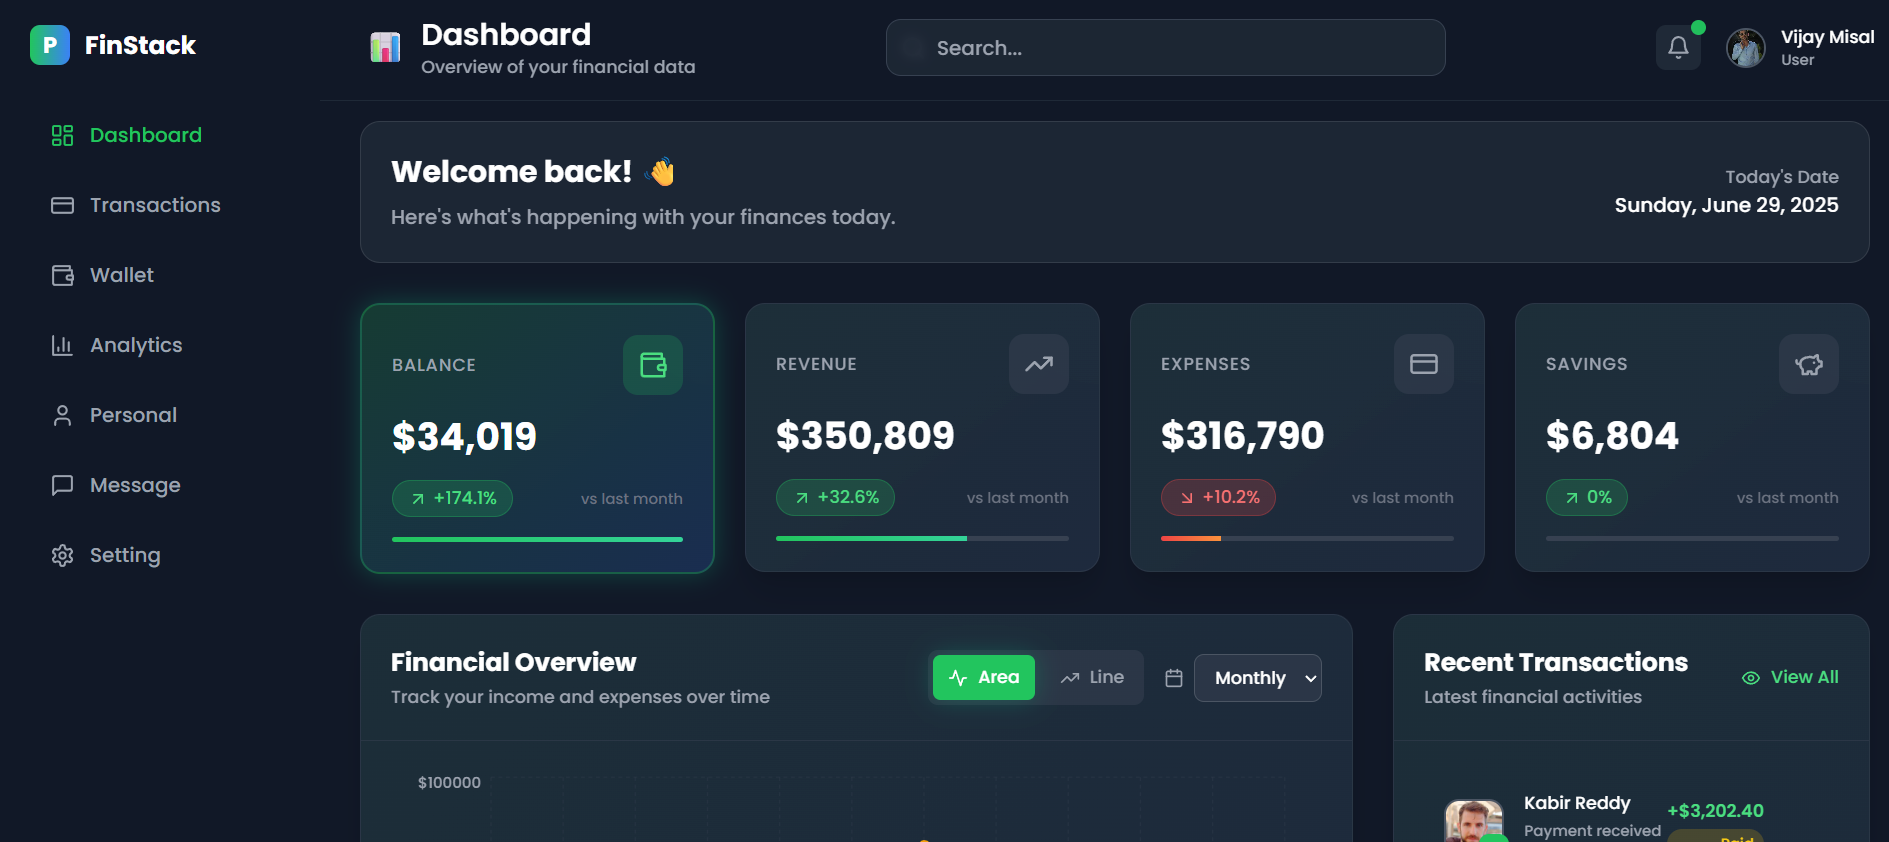 P FinStack
Dashboard
Overview of your financial data
Search...
Vijay Misal
User
Dashboard
Transactions
Wallet
Analytics
Personal
Message
Setting
Welcome back! 👋
Here's what's happening with your finances today.
Today's Date
Sunday, June 29, 2025
BALANCE
$34,019
+174.1% vs last month
REVENUE
$350,809
+32.6% vs last month
EXPENSES
$316,790
+10.2% vs last month
SAVINGS
$6,804
0% vs last month
Financial Overview
Track your income and expenses over time
Area Line Monthly
$100000
Recent Transactions
Latest financial activities
View All
Kabir Reddy
Payment received
+$3,202.40
Paid